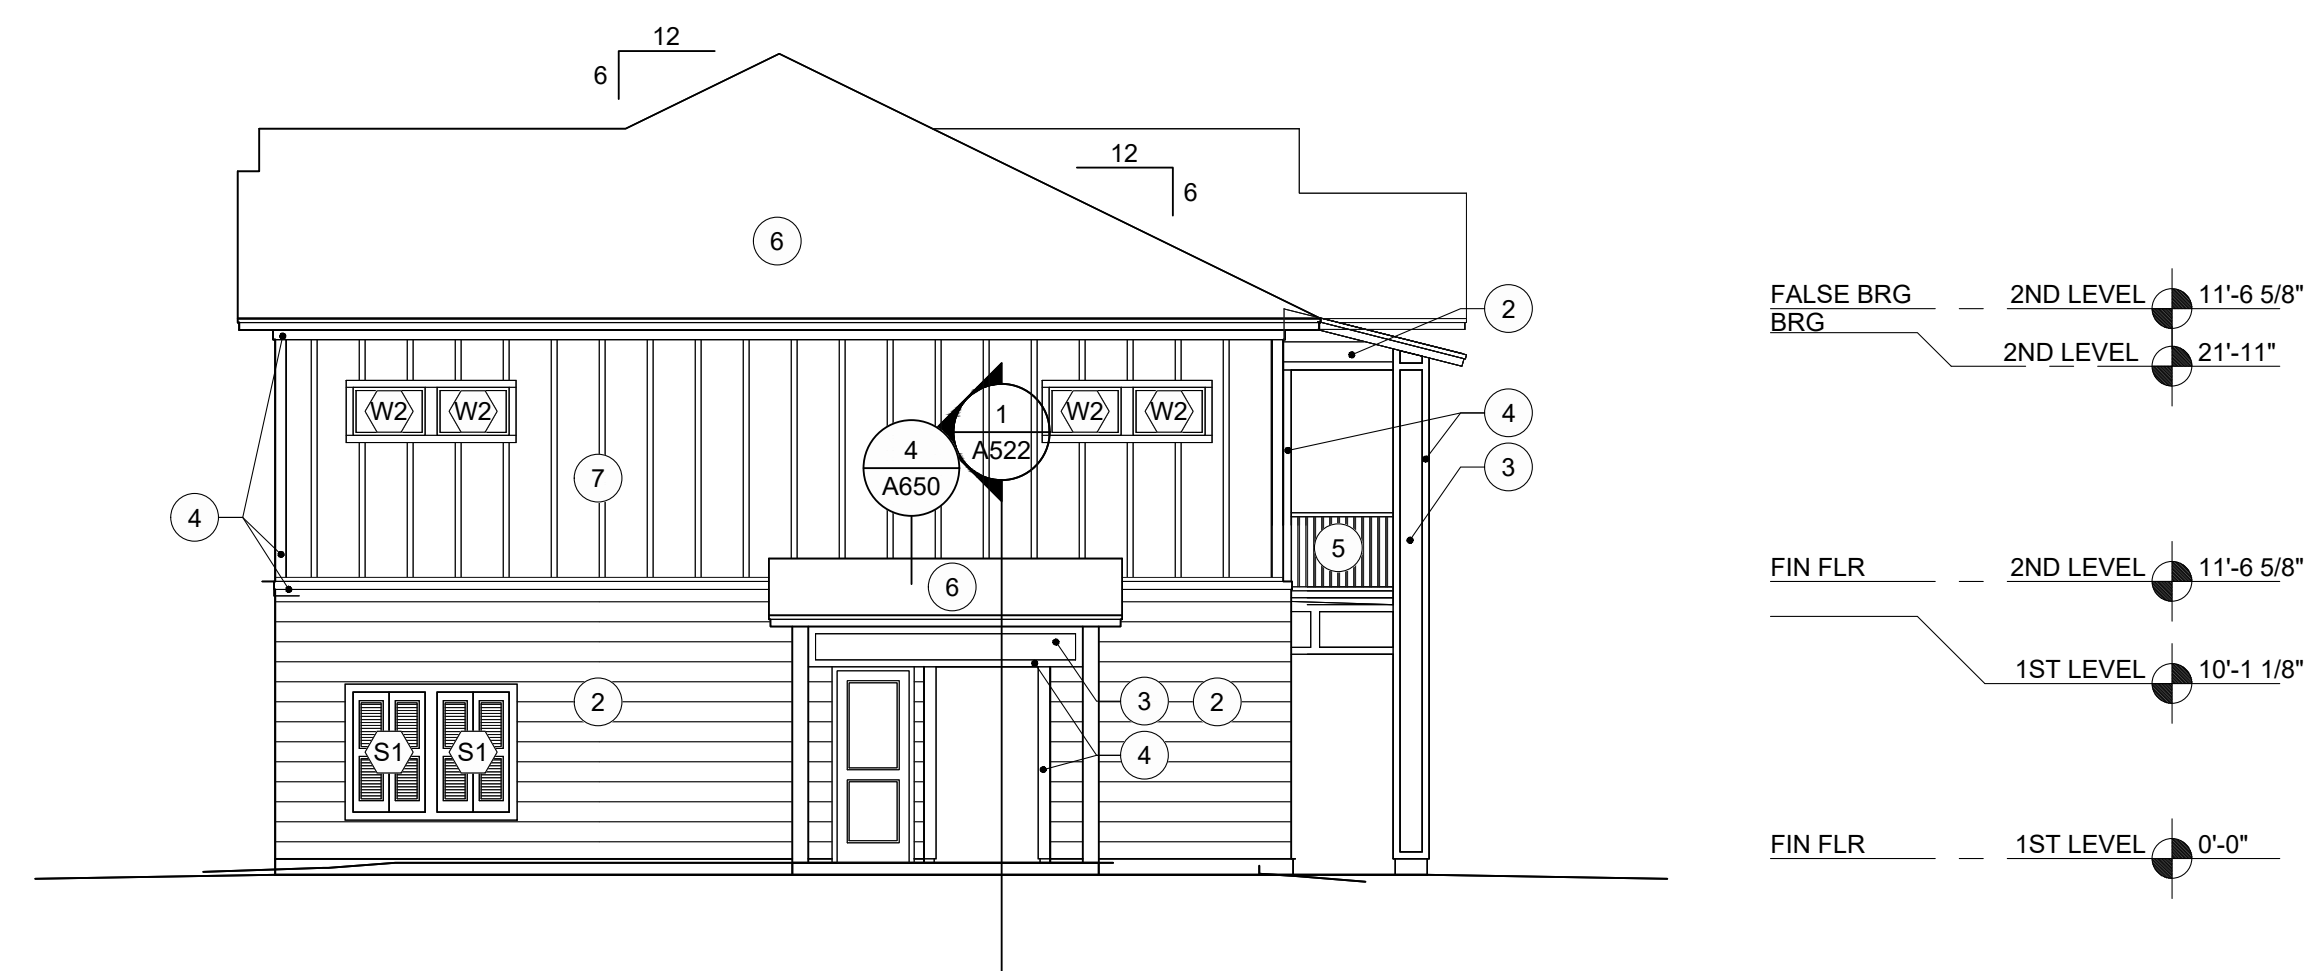 12
6
12
6
6
2
FALSE BRG 2ND LEVEL 11'-6 5/8"
BRG
2ND LEVEL 21'-11"
W2 W2 W2 W2
1
A522
4
A650
4
3
7
4
5
6
FIN FLR 2ND LEVEL 11'-6 5/8"
1ST LEVEL 10'-1 1/8"
2
3 2
4
S1 S1
FIN FLR 1ST LEVEL 0'-0"